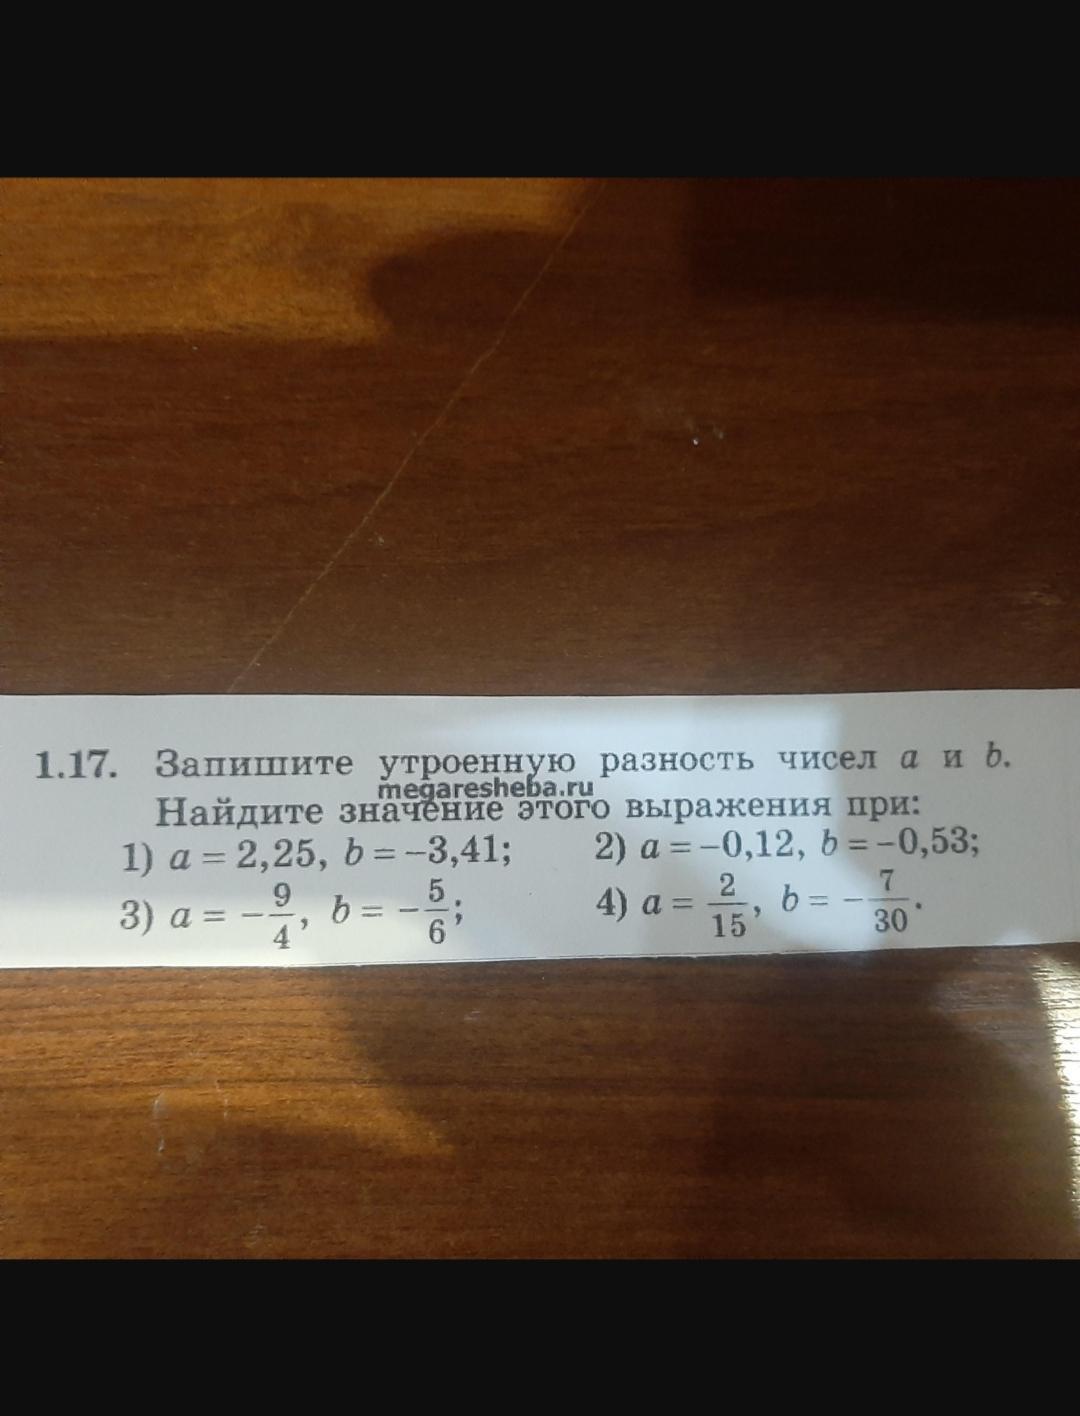 1.17. Запишите утроенную разность чисел a и b.
megaresheba.ru
Найдите значение этого выражения при:
1) a = 2,25, b = −3,41; 2) a = −0,12, b = −0,53;
3) a = −9/4, b = −5/6; 4) a = 2/15, b = −7/30.